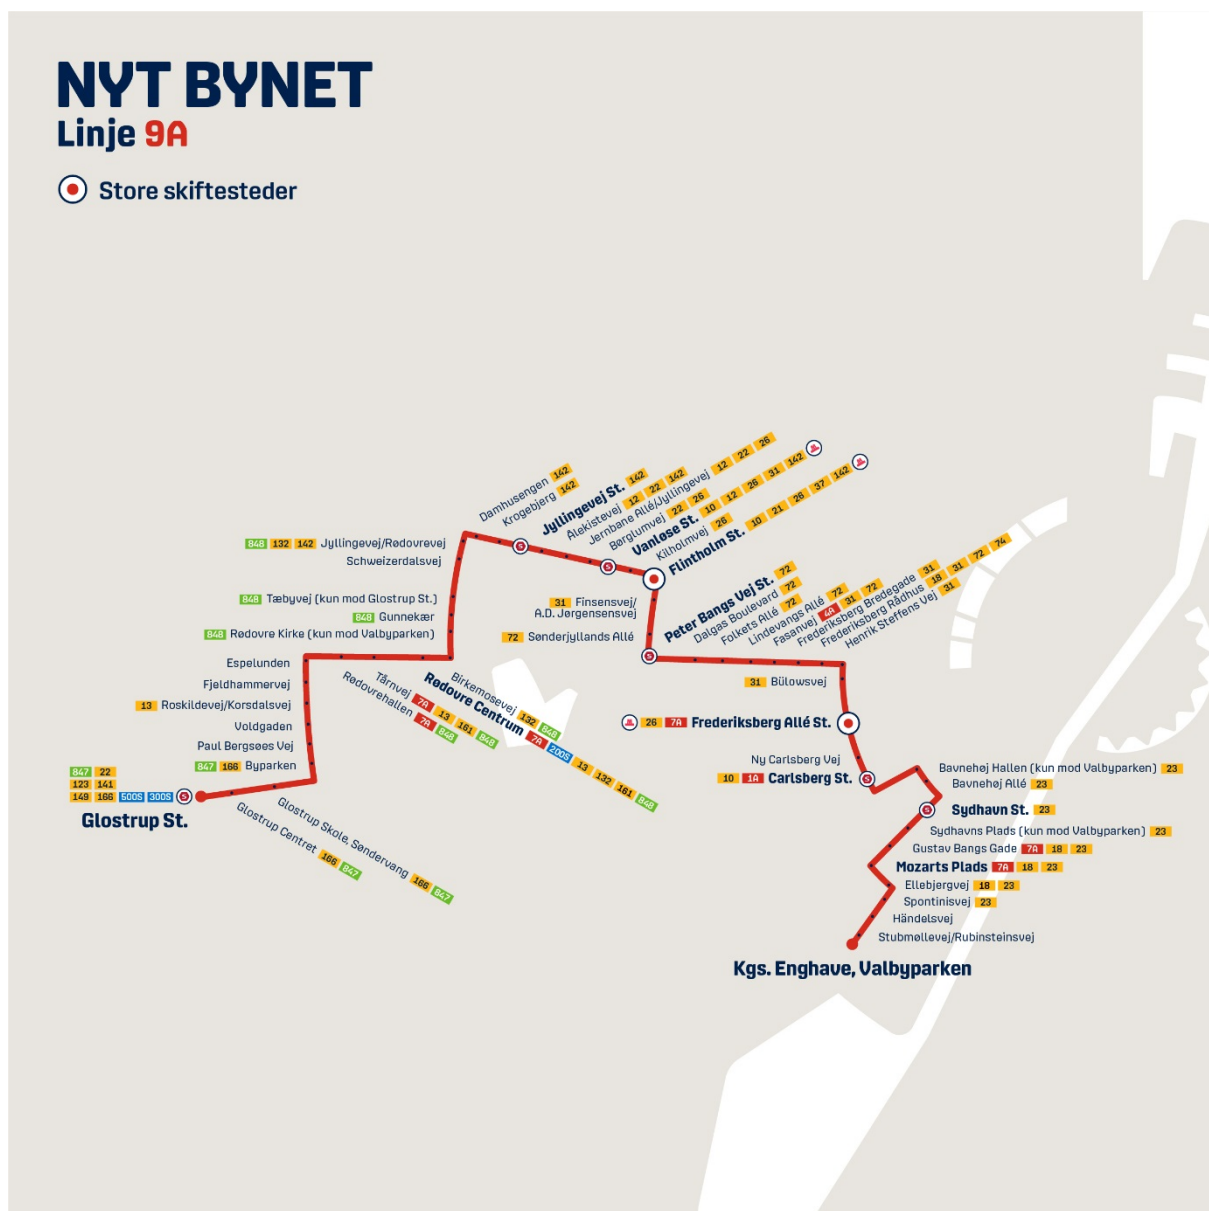 NYT BYNET
Linje 9A
Store skiftesteder
Damhusengen 142
Krogebjerg 142
Jyllingevej St. 142
Alekistevej 12 22 142
Jernbane Allé/Jyllingevej 12 22 26
Børglumvej 22 26
Vanløse St. 10 12 26 31 142
Kilholmvej 26
Flintholm St. 10 21 26 37 142
848 132 142 Jyllingevej/Rødovrevej
Schweizerdalsvej
848 Tæbyvej (kun mod Glostrup St.)
848 Gunnekær
848 Rødovre Kirke (kun mod Valbyparken)
31 Finsensvej/
A.D. Jørgensensvej
72 Sønderjyllands Allé
Peter Bangs Vej St. 72
Dalgas Boulevard 72
Folkets Allé 72
Lindevangs Allé 72
Fasanvej 4A 31 72
Frederiksberg Bredegade 31
Frederiksberg Rådhus 18 31 72 74
Henrik Steffens Vej 31
Espelunden
Fjeldhammervej
13 Roskildevej/Korsdalsvej
Voldgaden
Paul Bergsøes Vej
847 166 Byparken
Birkemosevej 132 848
Rødovre Centrum 7A 200S 13 132 161 848
Tårnvej 7A 13 161 848
Rødovrehallen 7A 848
31 Bülowsvej
26 7A Frederiksberg Allé St.
Ny Carlsberg Vej
10 1A Carlsberg St.
847 22
123 141
149 166 500S 300S
Glostrup St.
Glostrup Skole, Søndervang 166 847
Glostrup Centret 166 847
Bavnehøj Hallen (kun mod Valbyparken) 23
Bavnehøj Allé 23
Sydhavn St. 23
Sydhavns Plads (kun mod Valbyparken) 23
Gustav Bangs Gade 7A 18 23
Mozarts Plads 7A 18 23
Ellebjergvej 18 23
Spontinisvej 23
Händelsvej
Stubmøllevej/Rubinsteinsvej
Kgs. Enghave, Valbyparken